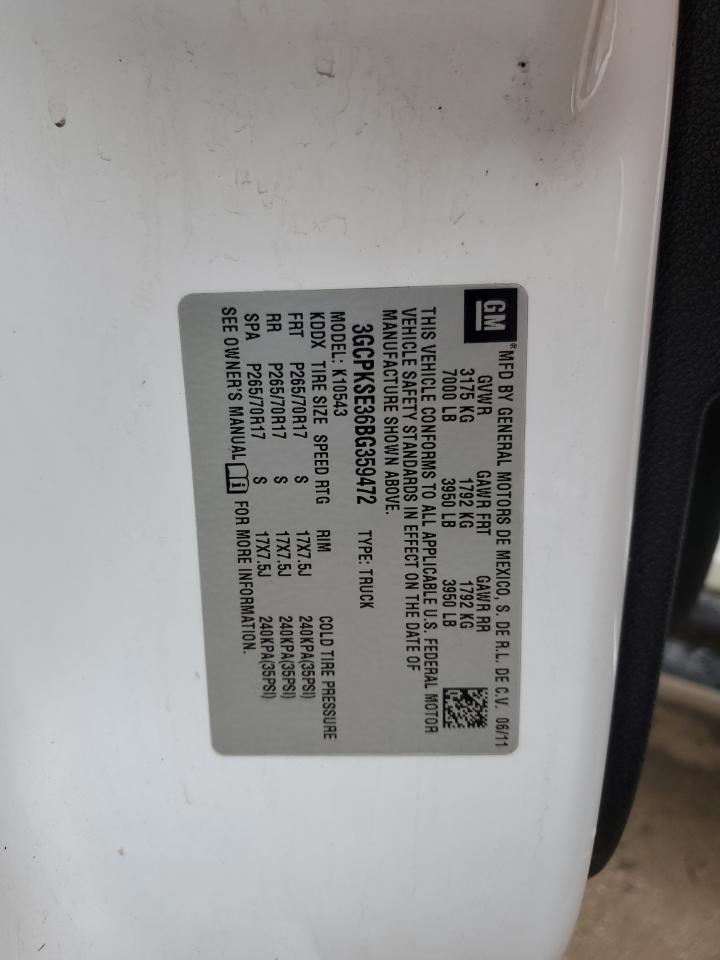 GM
® MFD BY GENERAL MOTORS DE MEXICO, S. DE R.L. DE C.V. 06/11
GVWR GAWR FRT GAWR RR
3175 KG 1792 KG 1792 KG
7000 LB 3950 LB 3950 LB
THIS VEHICLE CONFORMS TO ALL APPLICABLE U.S. FEDERAL MOTOR
VEHICLE SAFETY STANDARDS IN EFFECT ON THE DATE OF
MANUFACTURE SHOWN ABOVE.
3GCPKSE36BG359472 TYPE: TRUCK
MODEL: K10543
KDDX TIRE SIZE SPEED RTG RIM COLD TIRE PRESSURE
FRT P265/70R17 S 17X7.5J 240KPA(35PSI)
RR P265/70R17 S 17X7.5J 240KPA(35PSI)
SPA P265/70R17 S 17X7.5J 240KPA(35PSI)
SEE OWNER'S MANUAL FOR MORE INFORMATION.